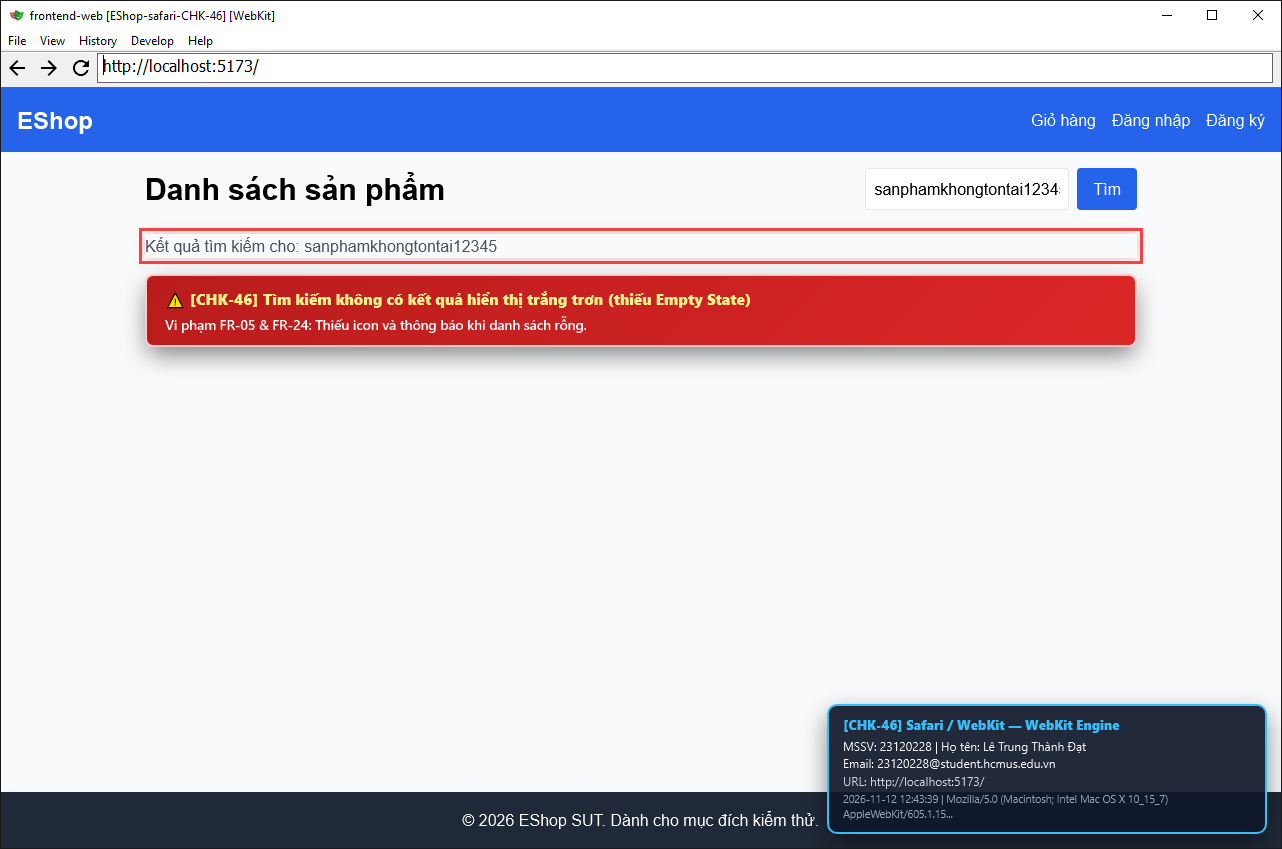 frontend-web [EShop-safari-CHK-46] [WebKit]
File View History Develop Help
http://localhost:5173/
EShop
Giỏ hàng Đăng nhập Đăng ký
Danh sách sản phẩm
sanphamkhongtontai1234
Tìm
Kết quả tìm kiếm cho: sanphamkhongtontai12345
⚠ [CHK-46] Tìm kiếm không có kết quả hiển thị trắng trơn (thiếu Empty State)
Vi phạm FR-05 & FR-24: Thiếu icon và thông báo khi danh sách rỗng.
[CHK-46] Safari / WebKit — WebKit Engine
MSSV: 23120228 | Họ tên: Lê Trung Thành Đạt
Email: 23120228@student.hcmus.edu.vn
URL: http://localhost:5173/
2026-11-12 12:43:39 | Mozilla/5.0 (Macintosh; Intel Mac OS X 10_15_7)
AppleWebKit/605.1.15...
© 2026 EShop SUT. Dành cho mục đích kiểm thử.